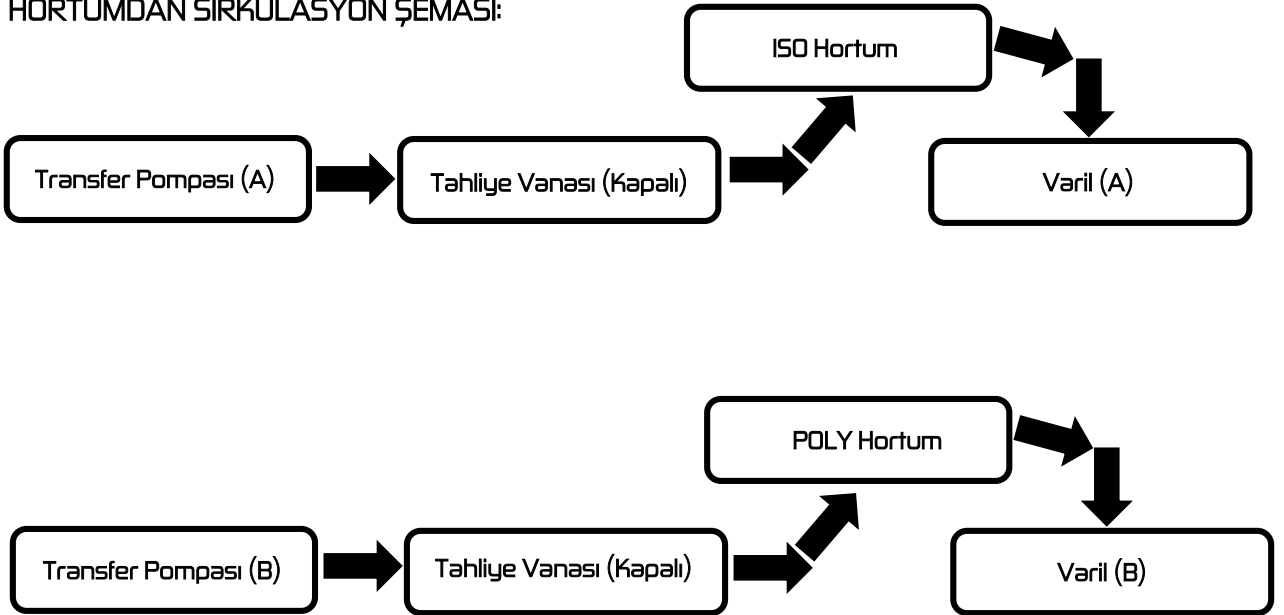 HORTUMDAN SİRKÜLASYON ŞEMASI:
ISO Hortum
Transfer Pompası (A)
Tahliye Vanası (Kapalı)
Varil (A)
POLY Hortum
Transfer Pompası (B)
Tahliye Vanası (Kapalı)
Varil (B)